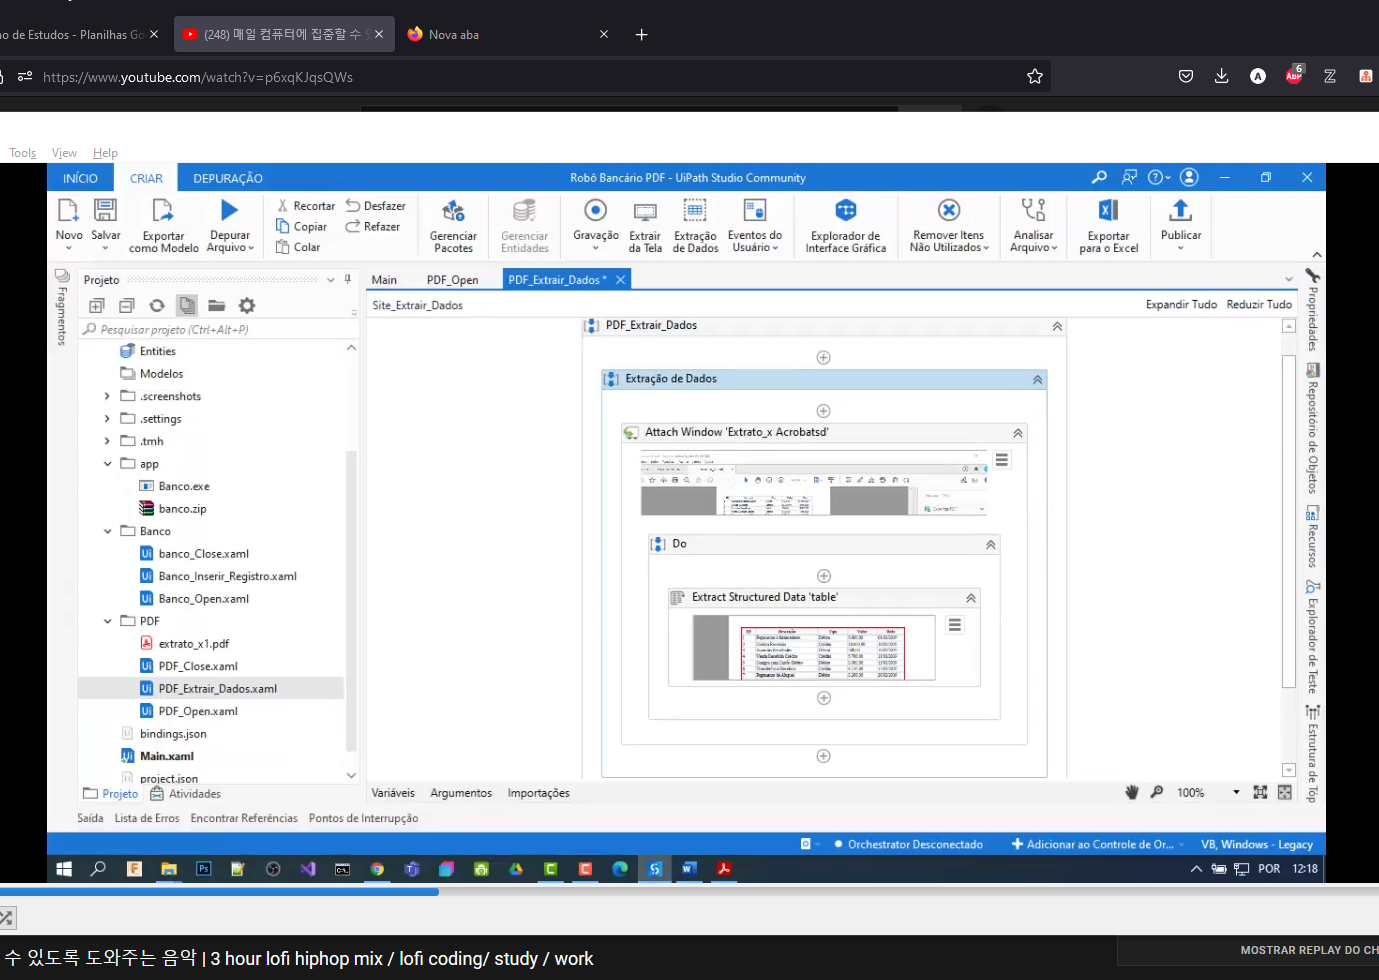 o de Estudos - Planilhas Go
(248) 매일 컴퓨터에 집중할 수
Nova aba
https://www.youtube.com/watch?v=p6xqKJqsQWs
A
ABP
6
Z
Tools View Help
INÍCIO
CRIAR
DEPURAÇÃO
Robô Bancário PDF - UiPath Studio Community
Novo
Salvar
Exportar
como Modelo
Depurar
Arquivo
Recortar
Copiar
Colar
Desfazer
Refazer
Gerenciar
Pacotes
Gerenciar
Entidades
Gravação
Extrair
da Tela
Extração
de Dados
Eventos do
Usuário
Explorador de
Interface Gráfica
Remover Itens
Não Utilizados
Analisar
Arquivo
Exportar
para o Excel
Publicar
Fragmentos
Projeto
Pesquisar projeto (Ctrl+Alt+P)
Entities
Modelos
.screenshots
.settings
.tmh
app
Banco.exe
banco.zip
Banco
banco_Close.xaml
Banco_Inserir_Registro.xaml
Banco_Open.xaml
PDF
extrato_x1.pdf
PDF_Close.xaml
PDF_Extrair_Dados.xaml
PDF_Open.xaml
bindings.json
Main.xaml
project.json
Projeto
Atividades
Main
PDF_Open
PDF_Extrair_Dados *
Site_Extrair_Dados
Expandir Tudo
Reduzir Tudo
PDF_Extrair_Dados
Extração de Dados
Attach Window 'Extrato_x Acrobatsd'
Do
Extract Structured Data 'table'
Variáveis
Argumentos
Importações
100%
Propriedades
Repositório de Objetos
Recursos
Explorador de Teste
Estrutura de Tóp
Saída
Lista de Erros
Encontrar Referências
Pontos de Interrupção
Orchestrator Desconectado
Adicionar ao Controle de Or...
VB, Windows - Legacy
POR
12:18
수 있도록 도와주는 음악 | 3 hour lofi hiphop mix / lofi coding/ study / work
MOSTRAR REPLAY DO CH